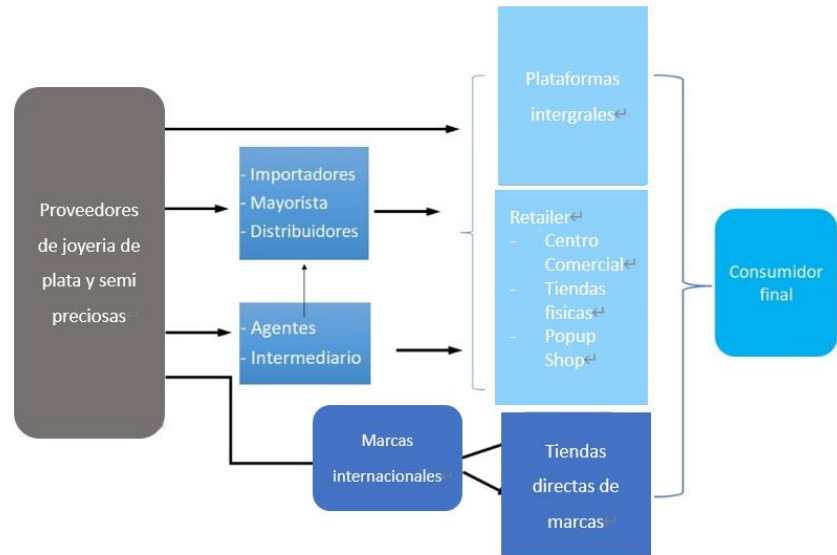 Proveedores
de joyeria de
plata y semi
preciosas
- Importadores
- Mayorista
- Distribuidores
- Agentes
- Intermediario
Marcas
internacionales↵
Plataformas
intergrales↵
Retailer↵
- Centro
Comercial↵
- Tiendas
fisicas↵
- Popup
Shop↵
Tiendas
directas de
marcas↵
Consumidor
final